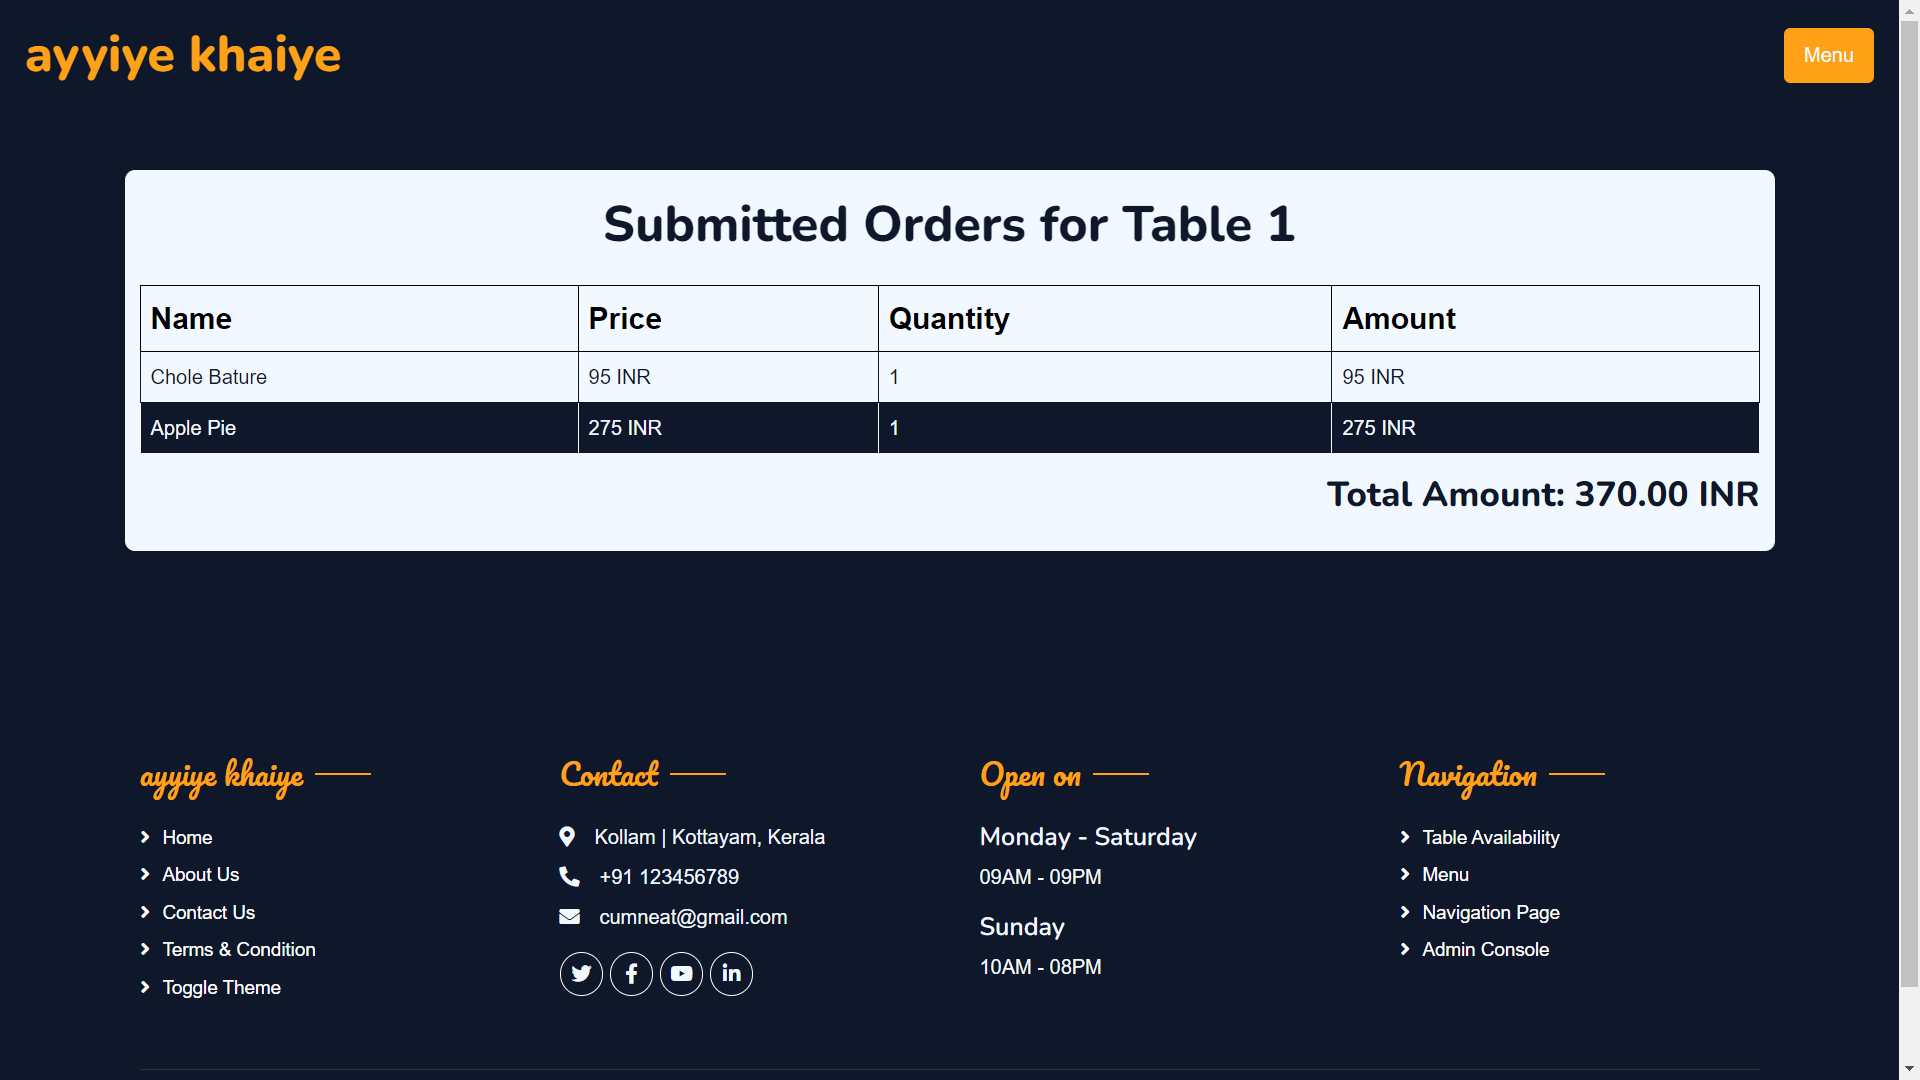 ayyiye khaiye
Menu
Submitted Orders for Table 1
Name Price Quantity Amount
Chole Bature 95 INR 1 95 INR
Apple Pie 275 INR 1 275 INR
Total Amount: 370.00 INR
ayyiye khaiye
Home
About Us
Contact Us
Terms & Condition
Toggle Theme
Contact
Kollam | Kottayam, Kerala
+91 123456789
cumneat@gmail.com
Open on
Monday - Saturday
09AM - 09PM
Sunday
10AM - 08PM
Navigation
Table Availability
Menu
Navigation Page
Admin Console